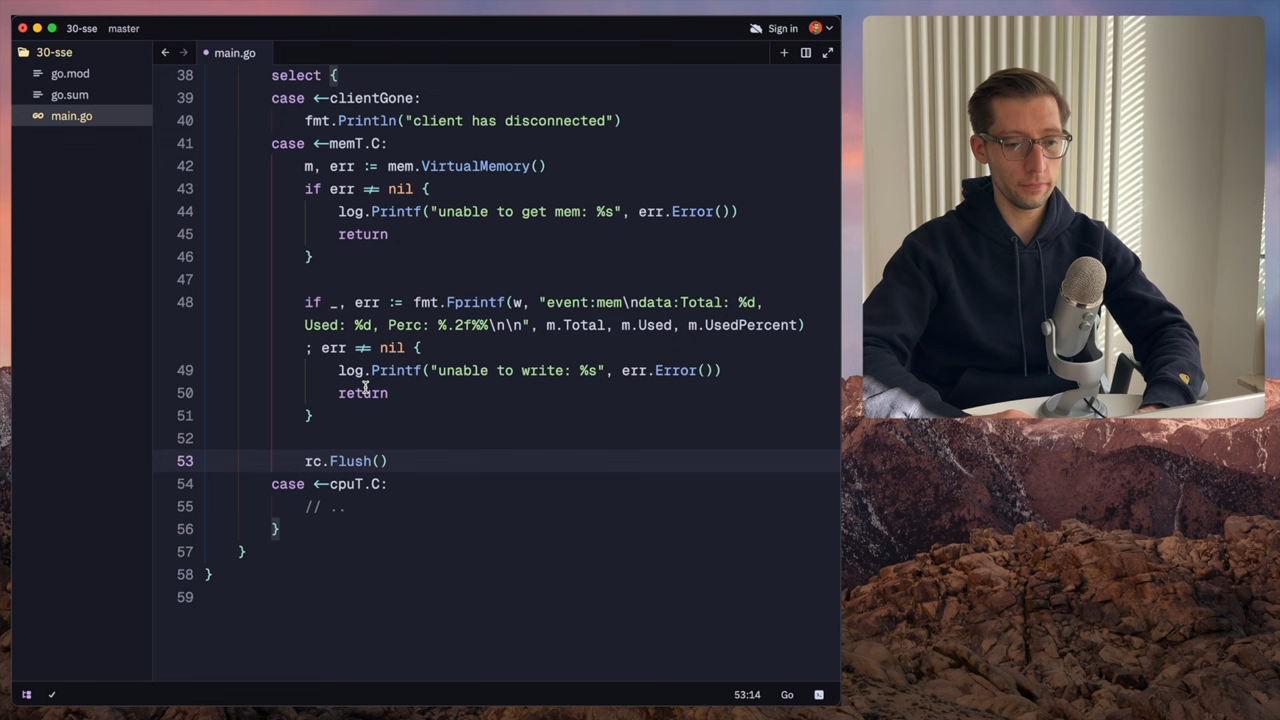 30-sse master
Sign in
30-sse
go.mod
go.sum
main.go
main.go
38 select {
39 case <-clientGone:
40 fmt.Println("client has disconnected")
41 case <-memT.C:
42 m, err := mem.VirtualMemory()
43 if err != nil {
44 log.Printf("unable to get mem: %s", err.Error())
45 return
46 }
47
48 if _, err := fmt.Fprintf(w, "event:mem\ndata:Total: %d,
Used: %d, Perc: %.2f%%\n\n", m.Total, m.Used, m.UsedPercent)
; err != nil {
49 log.Printf("unable to write: %s", err.Error())
50 return
51 }
52
53 rc.Flush()
54 case <-cpuT.C:
55 // ..
56 }
57 }
58 }
59
53:14 Go